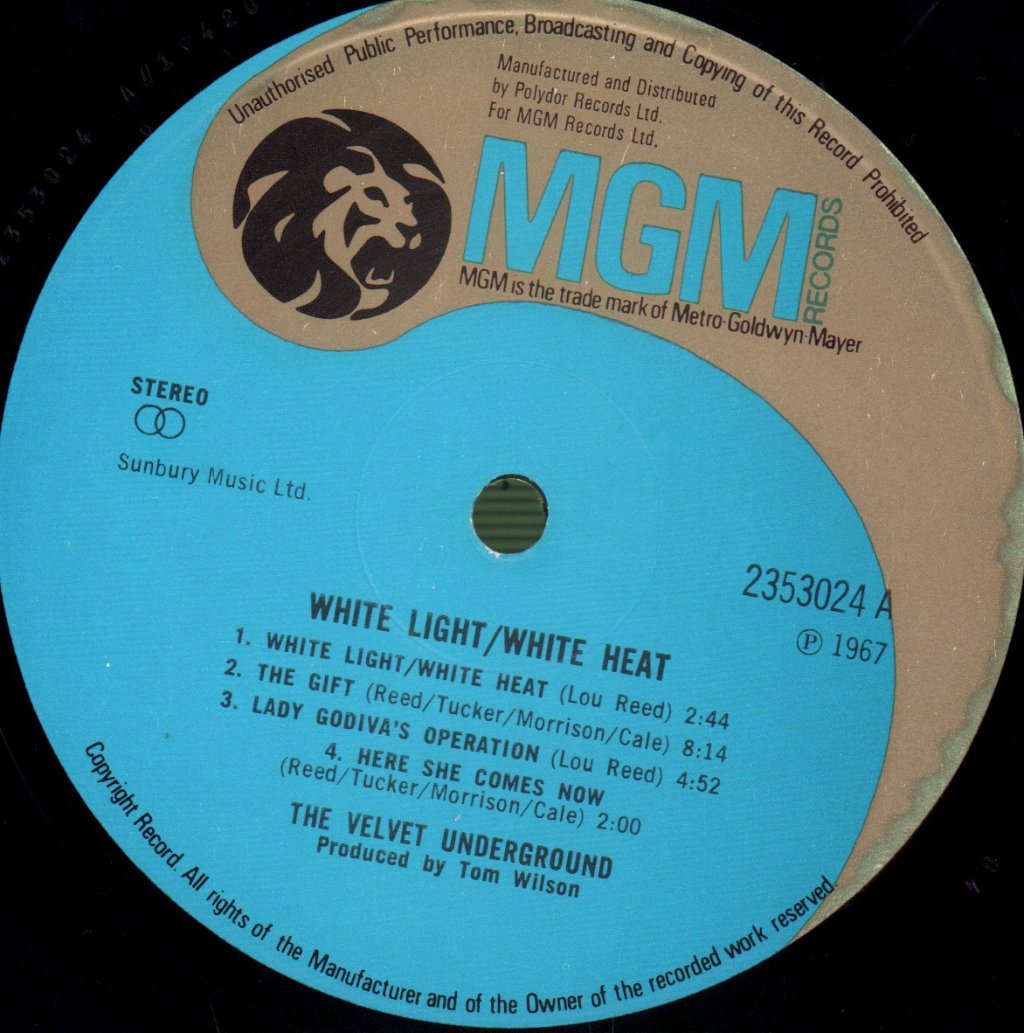 Unauthorised Public Performance, Broadcasting and Copying of this Record Prohibited
Manufactured and Distributed
by Polydor Records Ltd.
For MGM Records Ltd.
MGM
RECORDS
MGM is the trade mark of Metro·Goldwyn·Mayer
STEREO
Sunbury Music Ltd.
2353024 A
℗ 1967
WHITE LIGHT/WHITE HEAT
1. WHITE LIGHT/WHITE HEAT (Lou Reed) 2:44
2. THE GIFT (Reed/Tucker/Morrison/Cale) 8:14
3. LADY GODIVA'S OPERATION (Lou Reed) 4:52
4. HERE SHE COMES NOW
(Reed/Tucker/Morrison/Cale) 2:00
THE VELVET UNDERGROUND
Produced by Tom Wilson
Copyright Record. All rights of the Manufacturer and of the Owner of the recorded work reserved.
2353024